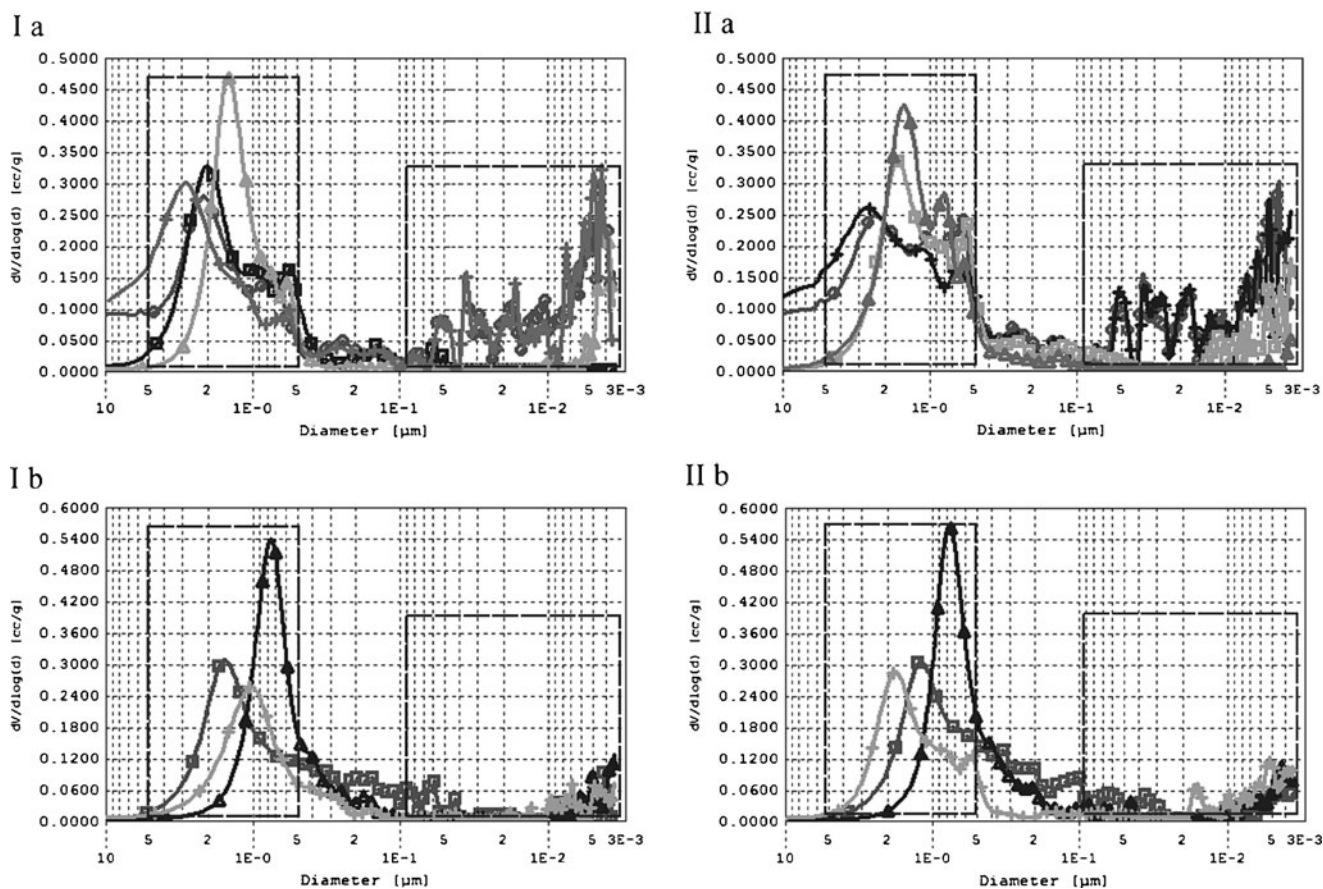 I a
0.5000
0.4500
0.4000
0.3500
0.3000
0.2500
0.2000
0.1500
0.1000
0.0500
0.0000
dV/dlog(d) [cc/g]
5 2 5 2 5 2 5 3E-3
10 1E-0 1E-1 1E-2
Diameter [µm]
II a
0.5000
0.4500
0.4000
0.3500
0.3000
0.2500
0.2000
0.1500
0.1000
0.0500
0.0000
dV/dlog(d) [cc/g]
5 2 5 2 5 2 5 3E-3
10 1E-0 1E-1 1E-2
Diameter [µm]
I b
0.6000
0.5400
0.4800
0.4200
0.3600
0.3000
0.2400
0.1800
0.1200
0.0600
0.0000
dV/dlog(d) [cc/g]
5 2 5 2 5 2 5 3E-3
10 1E-0 1E-1 1E-2
Diameter [µm]
II b
0.6000
0.5400
0.4800
0.4200
0.3600
0.3000
0.2400
0.1800
0.1200
0.0600
0.0000
dV/dlog(d) [cc/g]
5 2 5 2 5 2 5 3E-3
10 1E-0 1E-1 1E-2
Diameter [µm]